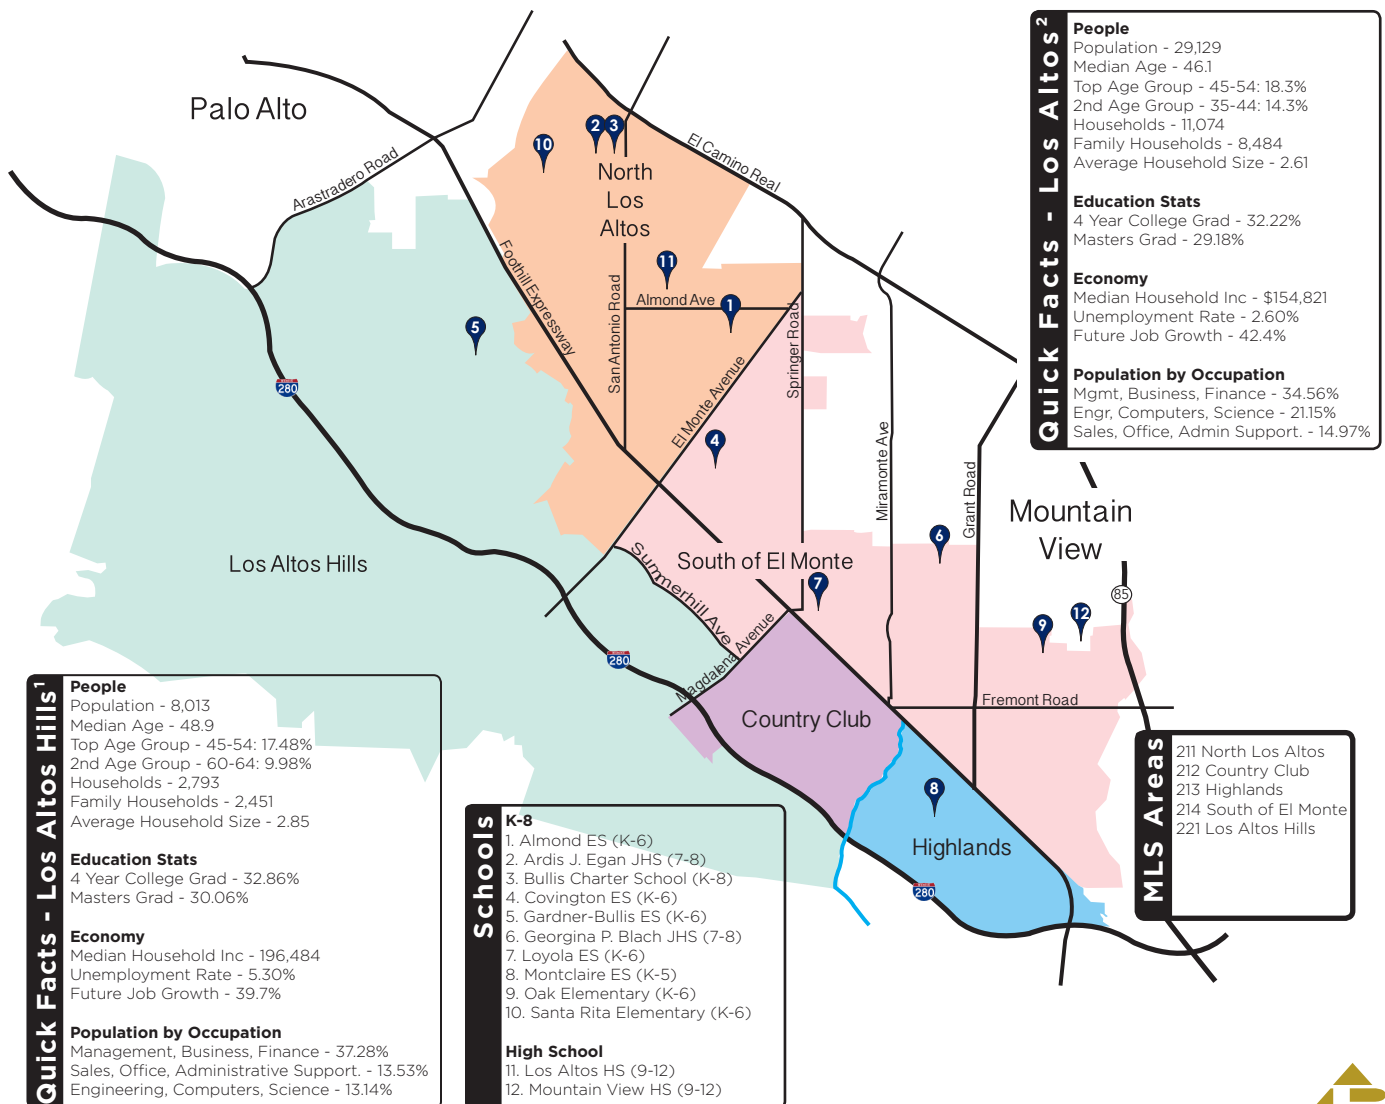 Palo Alto
Arastradero Road
El Camino Real
10
2
3
North
Los
Altos
11
Almond Ave
1
Foothill Expressway
San Antonio Road
Springer Road
El Monte Avenue
5
4
280
Miramonte Ave
Grant Road
Mountain
View
6
85
Los Altos Hills
South of El Monte
7
Summerhill Ave
Magdalena Avenue
9
12
280
Fremont Road
Country Club
8
Highlands
280
Quick Facts - Los Altos²
People
Population - 29,129
Median Age - 46.1
Top Age Group - 45-54: 18.3%
2nd Age Group - 35-44: 14.3%
Households - 11,074
Family Households - 8,484
Average Household Size - 2.61
Education Stats
4 Year College Grad - 32.22%
Masters Grad - 29.18%
Economy
Median Household Inc - $154,821
Unemployment Rate - 2.60%
Future Job Growth - 42.4%
Population by Occupation
Mgmt, Business, Finance - 34.56%
Engr, Computers, Science - 21.15%
Sales, Office, Admin Support. - 14.97%
Quick Facts - Los Altos Hills¹
People
Population - 8,013
Median Age - 48.9
Top Age Group - 45-54: 17.48%
2nd Age Group - 60-64: 9.98%
Households - 2,793
Family Households - 2,451
Average Household Size - 2.85
Education Stats
4 Year College Grad - 32.86%
Masters Grad - 30.06%
Economy
Median Household Inc - 196,484
Unemployment Rate - 5.30%
Future Job Growth - 39.7%
Population by Occupation
Management, Business, Finance - 37.28%
Sales, Office, Administrative Support. - 13.53%
Engineering, Computers, Science - 13.14%
Schools
K-8
1. Almond ES (K-6)
2. Ardis J. Egan JHS (7-8)
3. Bullis Charter School (K-8)
4. Covington ES (K-6)
5. Gardner-Bullis ES (K-6)
6. Georgina P. Blach JHS (7-8)
7. Loyola ES (K-6)
8. Montclaire ES (K-5)
9. Oak Elementary (K-6)
10. Santa Rita Elementary (K-6)
High School
11. Los Altos HS (9-12)
12. Mountain View HS (9-12)
MLS Areas
211 North Los Altos
212 Country Club
213 Highlands
214 South of El Monte
221 Los Altos Hills